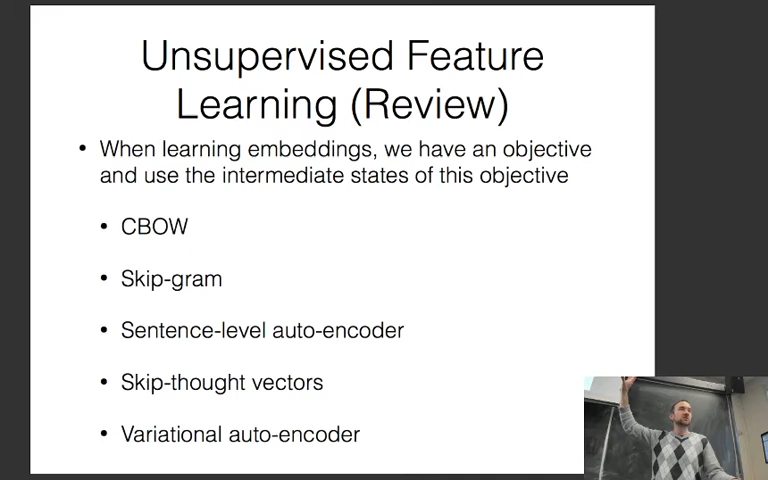 Unsupervised Feature
Learning (Review)
• When learning embeddings, we have an objective
and use the intermediate states of this objective
• CBOW
• Skip-gram
• Sentence-level auto-encoder
• Skip-thought vectors
• Variational auto-encoder